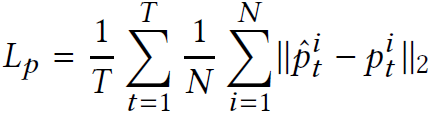 $L_p = \frac{1}{T} \sum_{t=1}^{T} \frac{1}{N} \sum_{i=1}^{N} \| \hat{p}_t^i - p_t^i \|_2$